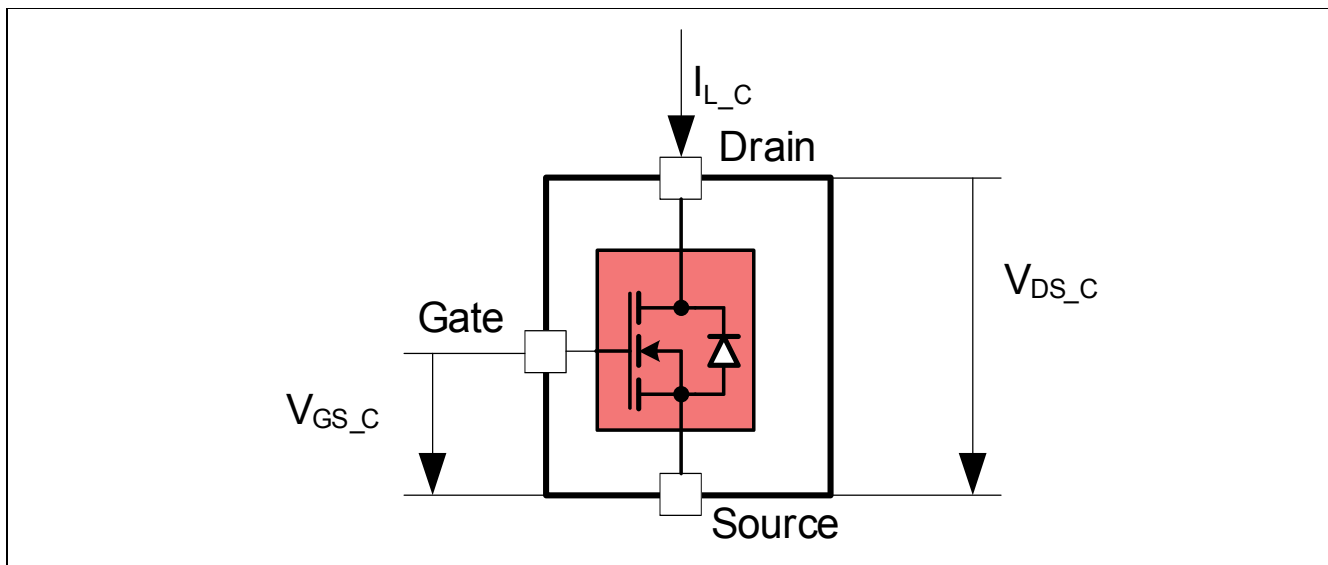 I_L_C
Drain
V_DS_C
Gate
V_GS_C
Source